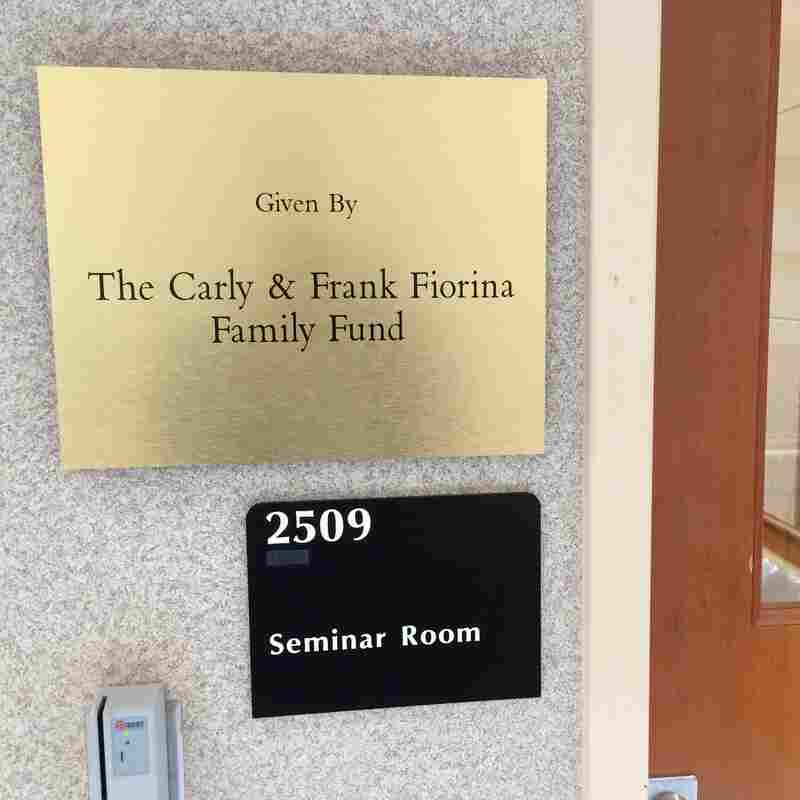 Given By
The Carly & Frank Fiorina
Family Fund
2509
Seminar Room